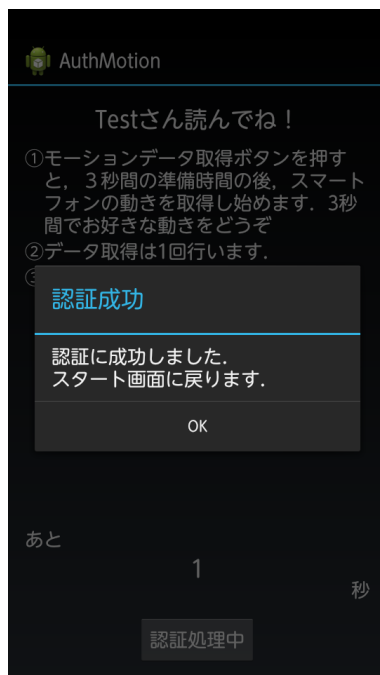 AuthMotion
Testさん読んでね！
①モーションデータ取得ボタンを押す
と，３秒間の準備時間の後，スマート
フォンの動きを取得し始めます．3秒
間でお好きな動きをどうぞ
②データ取得は1回行います．
認証成功
認証に成功しました．
スタート画面に戻ります．
OK
あと
1
秒
認証処理中